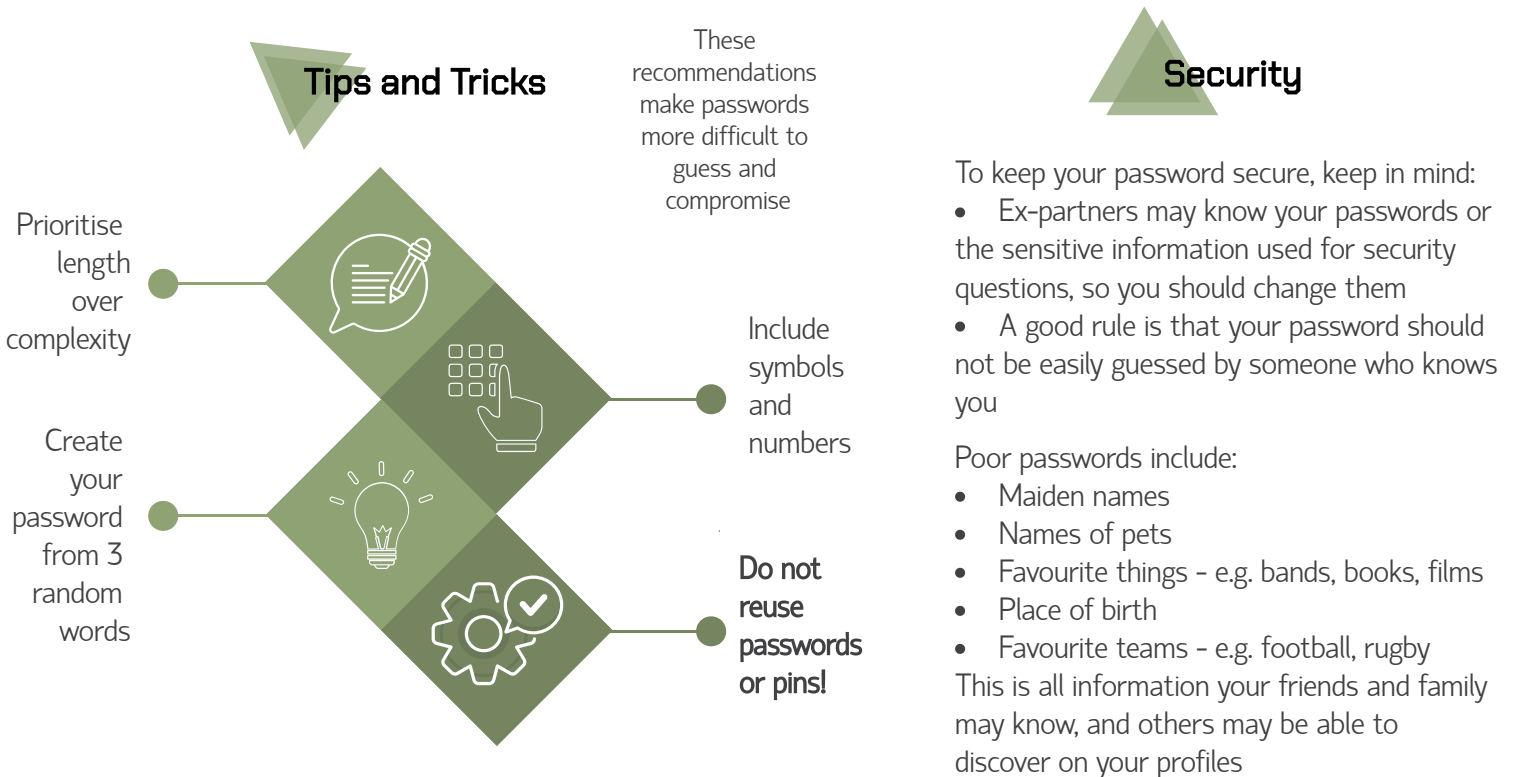 Tips and Tricks
These
recommendations
make passwords
more difficult to
guess and
compromise
Prioritise
length
over
complexity
Include
symbols
and
numbers
Create
your
password
from 3
random
words
Do not
reuse
passwords
or pins!
Security
To keep your password secure, keep in mind:
• Ex-partners may know your passwords or
the sensitive information used for security
questions, so you should change them
• A good rule is that your password should
not be easily guessed by someone who knows
you
Poor passwords include:
• Maiden names
• Names of pets
• Favourite things - e.g. bands, books, films
• Place of birth
• Favourite teams - e.g. football, rugby
This is all information your friends and family
may know, and others may be able to
discover on your profiles